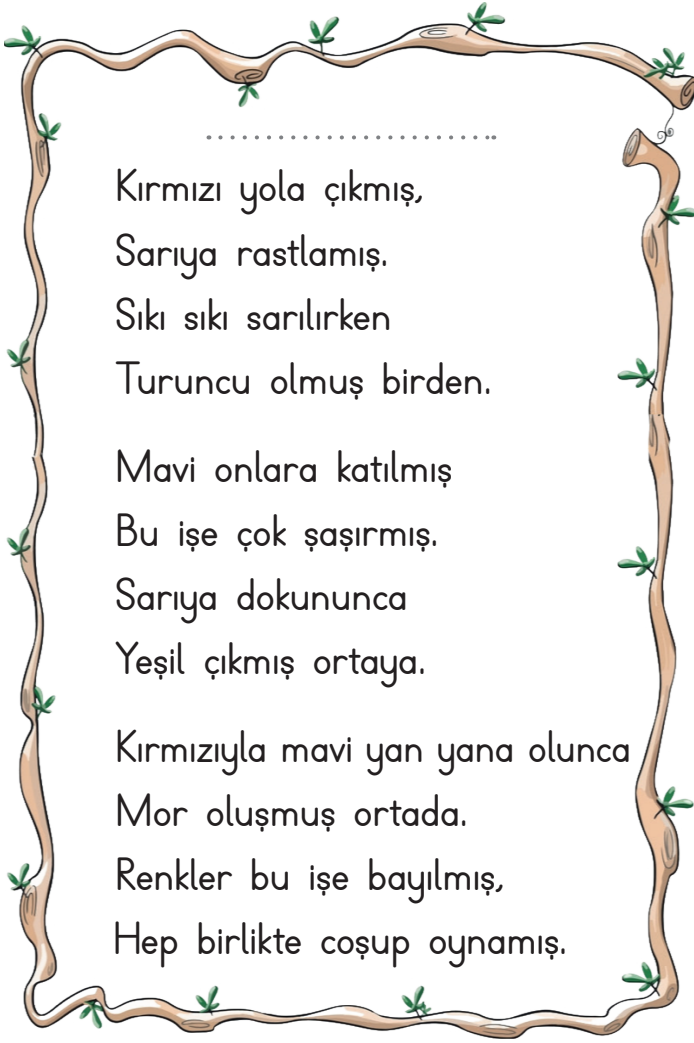 Kırmızı yola çıkmış,
Sarıya rastlamış.
Sıkı sıkı sarılırken
Turuncu olmuş birden.
Mavi onlara katılmış
Bu işe çok şaşırmış.
Sarıya dokununca
Yeşil çıkmış ortaya.
Kırmızıyla mavi yan yana olunca
Mor oluşmuş ortada.
Renkler bu işe bayılmış,
Hep birlikte coşup oynamış.